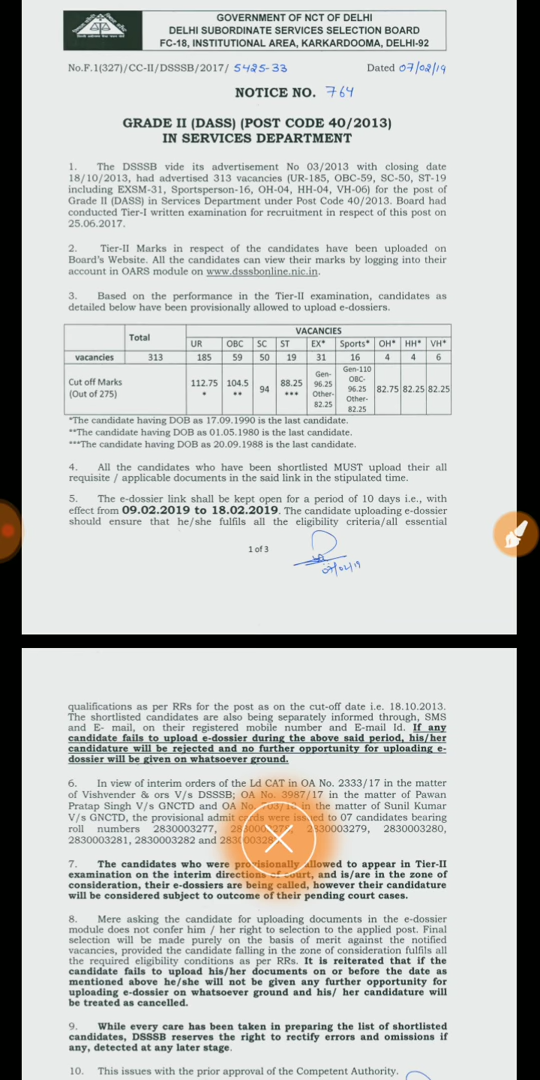 GOVERNMENT OF NCT OF DELHI
DELHI SUBORDINATE SERVICES SELECTION BOARD
FC-18, INSTITUTIONAL AREA, KARKARDOOMA, DELHI-92
No.F.1(327)/CC-II/DSSSB/2017/ 5425-33 Dated 07/02/19
NOTICE NO. 764
GRADE II (DASS) (POST CODE 40/2013)
IN SERVICES DEPARTMENT
1. The DSSSB vide its advertisement No 03/2013 with closing date
18/10/2013, had advertised 313 vacancies (UR-185, OBC-59, SC-50, ST-19
including EXSM-31, Sportsperson-16, OH-04, HH-04, VH-06) for the post of
Grade II (DASS) in Services Department under Post Code 40/2013. Board had
conducted Tier-I written examination for recruitment in respect of this post on
25.06.2017.
2. Tier-II Marks in respect of the candidates have been uploaded on
Board's Website. All the candidates can view their marks by logging into their
account in OARS module on www.dsssbonline.nic.in.
3. Based on the performance in the Tier-II examination, candidates as
detailed below have been provisionally allowed to upload e-dossiers.
Total VACANCIES
UR OBC SC ST EX* Sports* OH* HH* VH*
vacancies 313 185 59 50 19 31 16 4 4 6
Cut off Marks (Out of 275) 112.75 * 104.5 ** 94 88.25 *** Gen-96.25 Other-82.25 Gen-110 OBC-96.25 Other-82.25 82.75 82.25 82.25
*The candidate having DOB as 17.09.1990 is the last candidate.
**The candidate having DOB as 01.05.1980 is the last candidate.
***The candidate having DOB as 20.09.1988 is the last candidate.
4. All the candidates who have been shortlisted MUST upload their all
requisite / applicable documents in the said link in the stipulated time.
5. The e-dossier link shall be kept open for a period of 10 days i.e., with
effect from 09.02.2019 to 18.02.2019. The candidate uploading e-dossier
should ensure that he/she fulfils all the eligibility criteria/all essential
1 of 3
07/02/19
qualifications as per RRs for the post as on the cut-off date i.e. 18.10.2013.
The shortlisted candidates are also being separately informed through, SMS
and E- mail, on their registered mobile number and E-mail Id. If any
candidate fails to upload e-dossier during the above said period, his/her
candidature will be rejected and no further opportunity for uploading e-
dossier will be given on whatsoever ground.
6. In view of interim orders of the Ld CAT in OA No. 2333/17 in the matter
of Vishvender & ors V/s DSSSB; OA No. 3987/17 in the matter of Pawan
Pratap Singh V/s GNCTD and OA No. in the matter of Sunil Kumar
V/s GNCTD, the provisional admit cards were issued to 07 candidates bearing
roll numbers 2830003277, 2830003279, 2830003280,
2830003281, 2830003282 and
7. The candidates who were provisionally allowed to appear in Tier-II
examination on the interim directions of court, and is/are in the zone of
consideration, their e-dossiers are being called, however their candidature
will be considered subject to outcome of their pending court cases.
8. Mere asking the candidate for uploading documents in the e-dossier
module does not confer him / her right to selection to the applied post. Final
selection will be made purely on the basis of merit against the notified
vacancies, provided the candidate falling in the zone of consideration fulfils all
the required eligibility conditions as per RRs. It is reiterated that if the
candidate fails to upload his/her documents on or before the date as
mentioned above he/she will not be given any further opportunity for
uploading e-dossier on whatsoever ground and his/ her candidature will
be treated as cancelled.
9. While every care has been taken in preparing the list of shortlisted
candidates, DSSSB reserves the right to rectify errors and omissions if
any, detected at any later stage.
10. This issues with the prior approval of the Competent Authority.